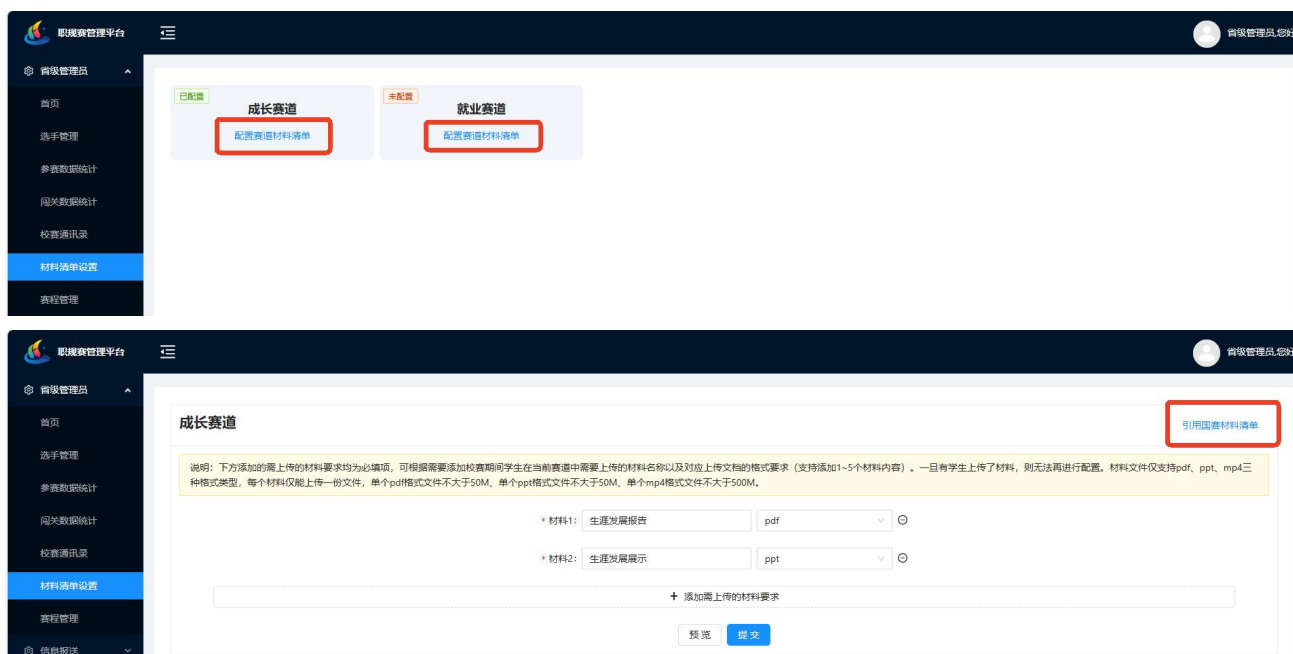 职规赛管理平台
省级管理员,您好
省级管理员
首页
选手管理
参赛数据统计
闯关数据统计
校赛通讯录
材料清单设置
赛程管理
已配置
成长赛道
配置赛道材料清单
未配置
就业赛道
配置赛道材料清单
职规赛管理平台
省级管理员,您好
省级管理员
首页
选手管理
参赛数据统计
闯关数据统计
校赛通讯录
材料清单设置
赛程管理
信息报送
成长赛道
引用国赛材料清单
说明：下方添加的需上传的材料要求均为必填项，可根据需要添加校赛期间学生在当前赛道中需要上传的材料名称以及对应上传文档的格式要求（支持添加1~5个材料内容）。一旦有学生上传了材料，则无法再进行配置。材料文件仅支持pdf、ppt、mp4三
种格式类型，每个材料仅能上传一份文件，单个pdf格式文件不大于50M、单个ppt格式文件不大于50M、单个mp4格式文件不大于500M。
* 材料1: 生涯发展报告 pdf
* 材料2: 生涯发展展示 ppt
+ 添加需上传的材料要求
预览 提交